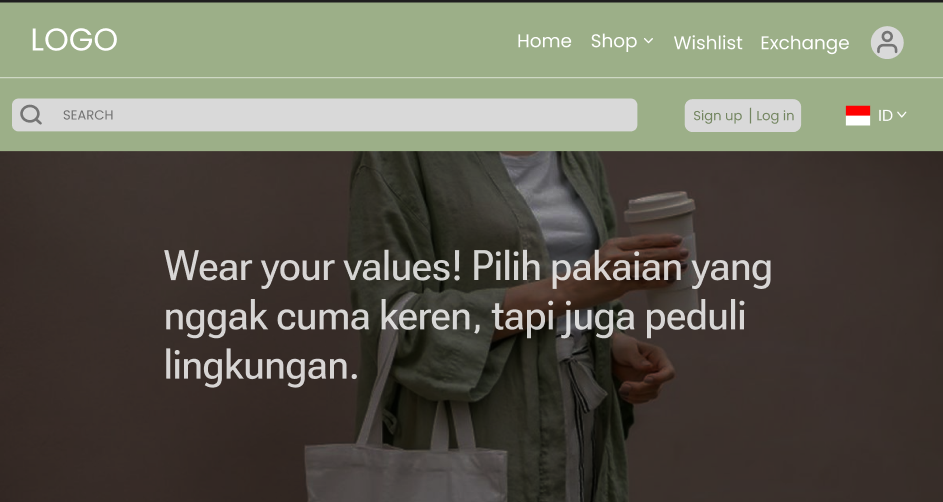 LOGO
Home Shop Wishlist Exchange
SEARCH
Sign up | Log in
ID
Wear your values! Pilih pakaian yang
nggak cuma keren, tapi juga peduli
lingkungan.